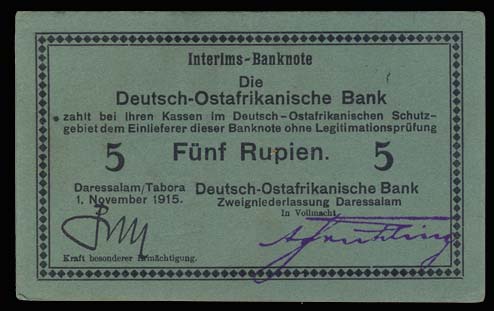 Interims-Banknote
Die
Deutsch-Ostafrikanische Bank
zahlt bei Ihren Kassen im Deutsch-Ostafrikanischen Schutz-
gebiet dem Einlieferer dieser Banknote ohne Legitimationsprüfung
5 Fünf Rupien. 5
Daressalam/Tabora
1. November 1915.
Deutsch-Ostafrikanische Bank
Zweigniederlassung Daressalam
In Vollmacht
Kraft besonderer Ermächtigung.